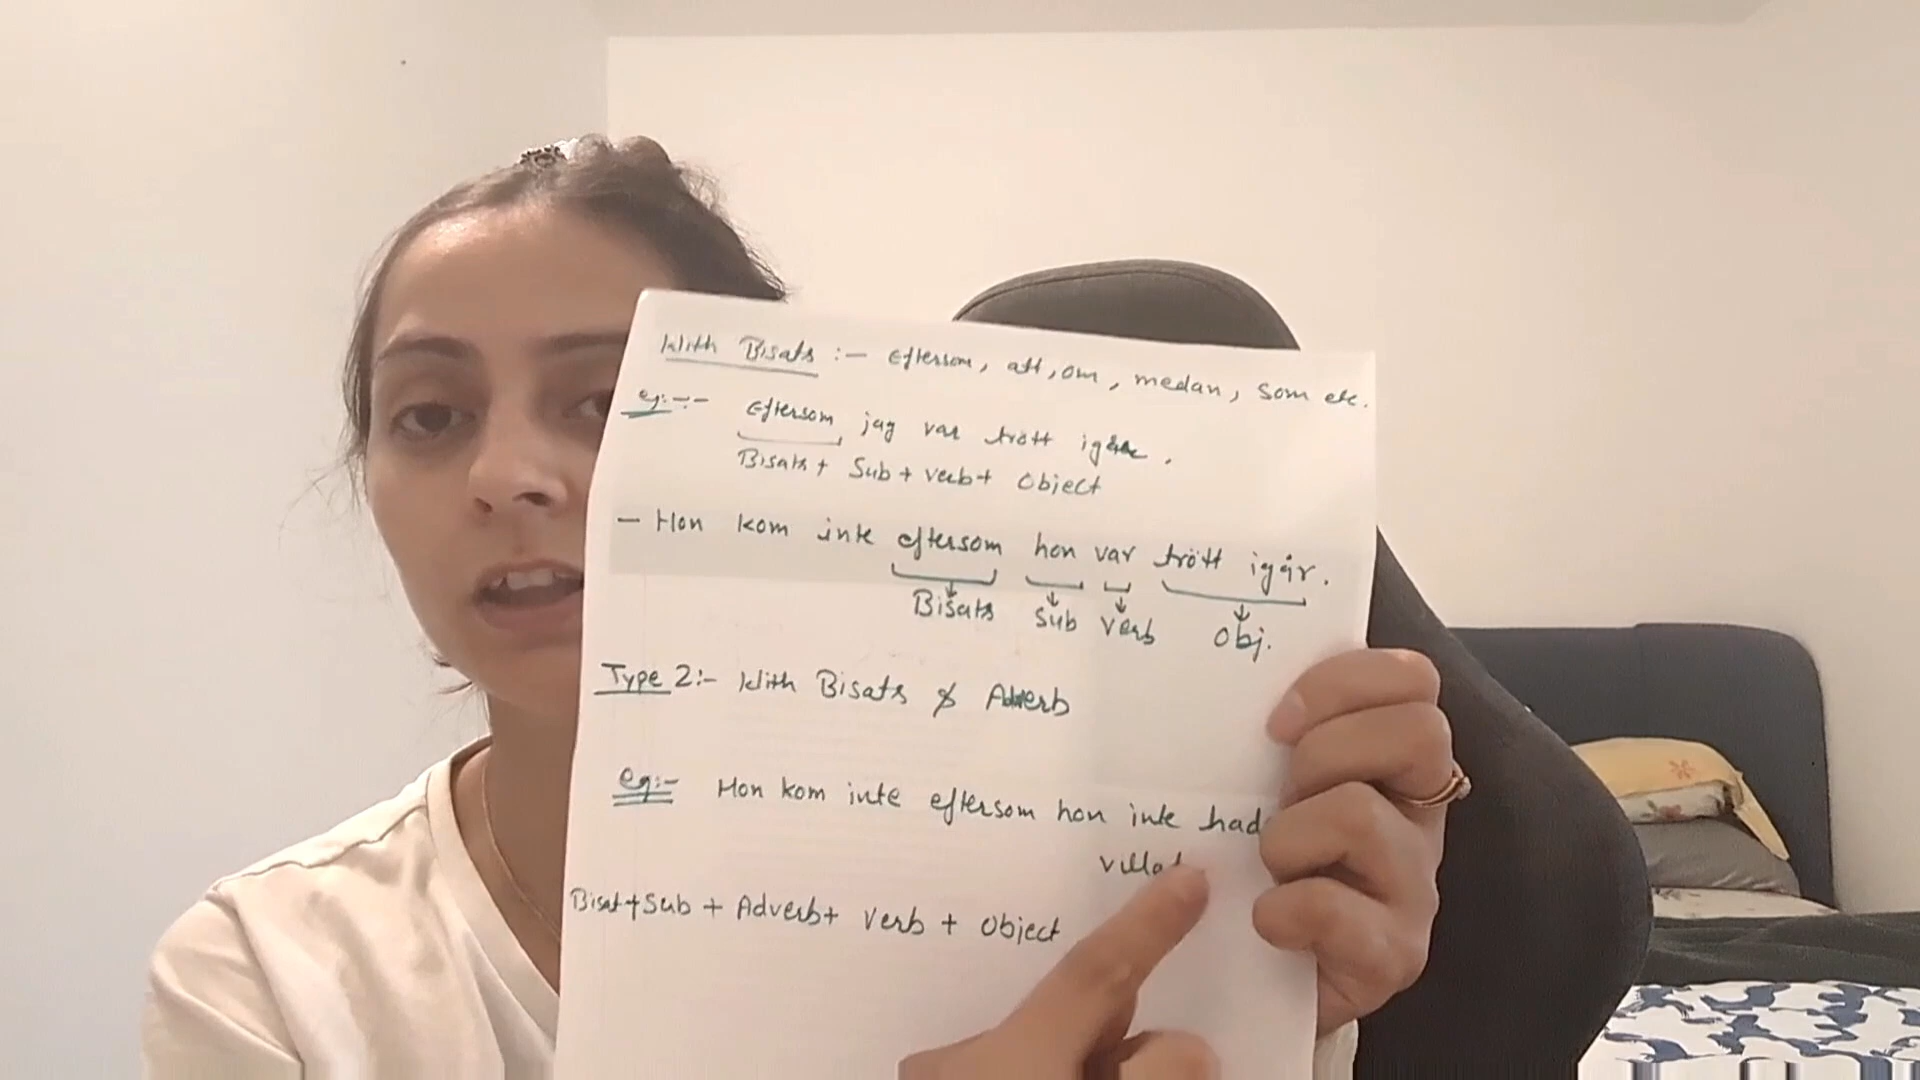 With Bisats :- Eftersom, att, om, medan, som etc.
eg:-- Eftersom jag var trött igår.
Bisats + Sub + verb + Object
- Hon kom inte eftersom hon var trött igår.
Bisats Sub Verb Obj.
Type 2:- With Bisats & Adverb
eg:- Hon kom inte eftersom hon inte had
Bisat + Sub + Adverb + Verb + Object